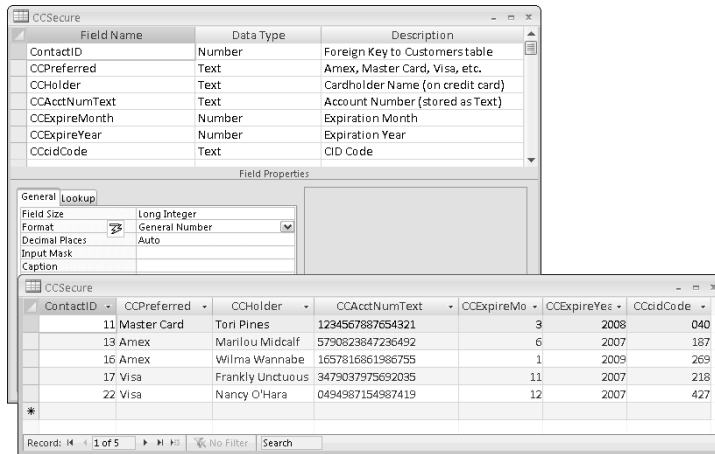 CCSecure
Field Name Data Type Description
ContactID Number Foreign Key to Customers table
CCPreferred Text Amex, Master Card, Visa, etc.
CCHolder Text Cardholder Name (on credit card)
CCAcctNumText Text Account Number (stored as Text)
CCExpireMonth Number Expiration Month
CCExpireYear Number Expiration Year
CCcidCode Text CID Code
Field Properties
General Lookup
Field Size Long Integer
Format General Number
Decimal Places Auto
Input Mask
Caption
CCSecure
ContactID CCPreferred CCHolder CCAcctNumText CCExpireMo CCExpireYea CCcidCode
11 Master Card Tori Pines 1234567887654321 3 2008 040
13 Amex Marilou Midcalf 5790823847236492 6 2007 187
16 Amex Wilma Wannabe 1657816861986755 1 2009 269
17 Visa Frankly Unctuous 3479037975692035 11 2007 218
22 Visa Nancy O'Hara 0494987154987419 12 2007 427
Record: 1 of 5 No Filter Search